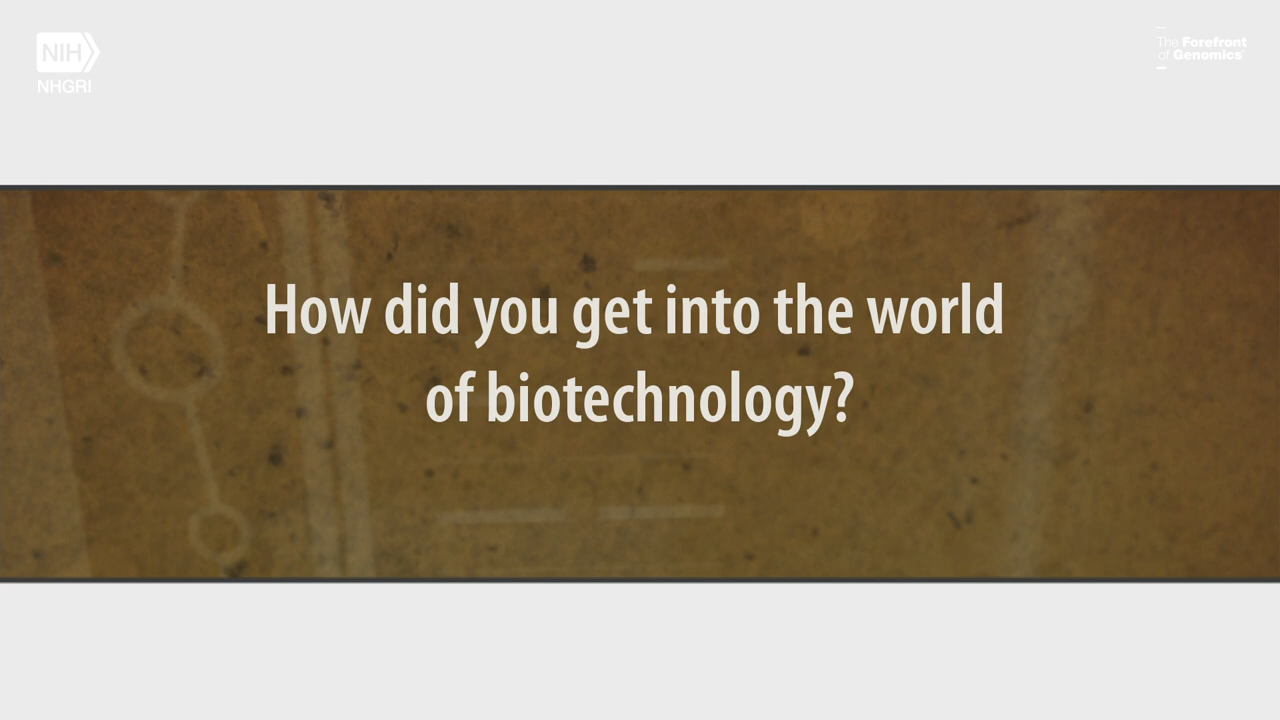 NIH
NHGRI
The Forefront
of Genomics®
How did you get into the world
of biotechnology?